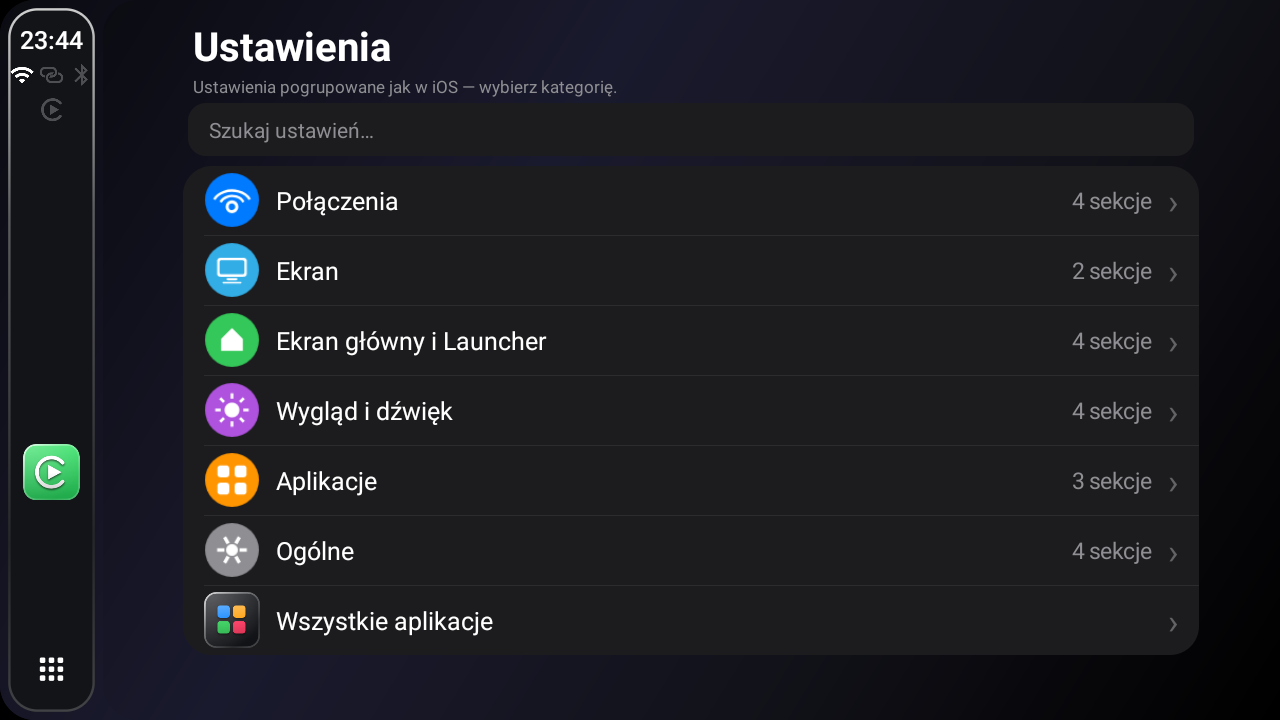 23:44
Ustawienia
Ustawienia pogrupowane jak w iOS — wybierz kategorię.
Szukaj ustawień…
Połączenia 4 sekcje
Ekran 2 sekcje
Ekran główny i Launcher 4 sekcje
Wygląd i dźwięk 4 sekcje
Aplikacje 3 sekcje
Ogólne 4 sekcje
Wszystkie aplikacje